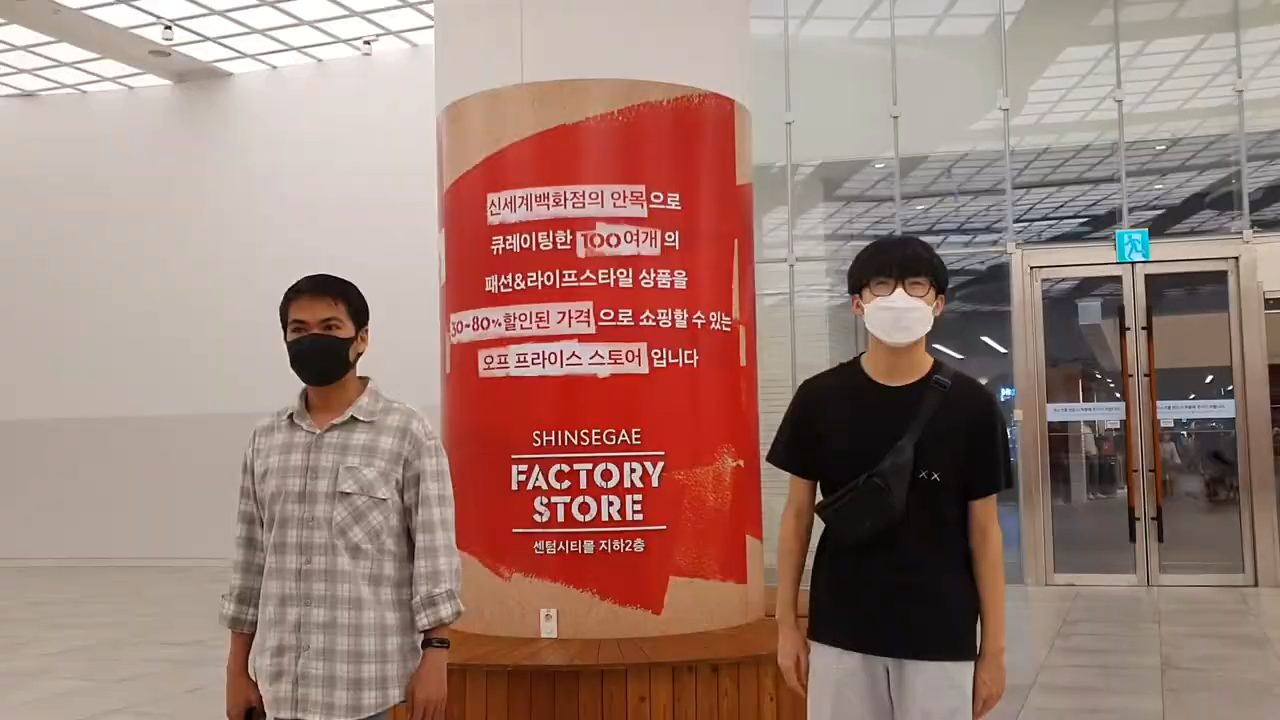 신세계백화점의 안목으로
큐레이팅한 100여개의
패션&라이프스타일 상품을
30~80%할인된 가격으로 쇼핑할 수 있는
오프 프라이스 스토어 입니다
SHINSEGAE
FACTORY
STORE
센텀시티몰 지하2층
XX